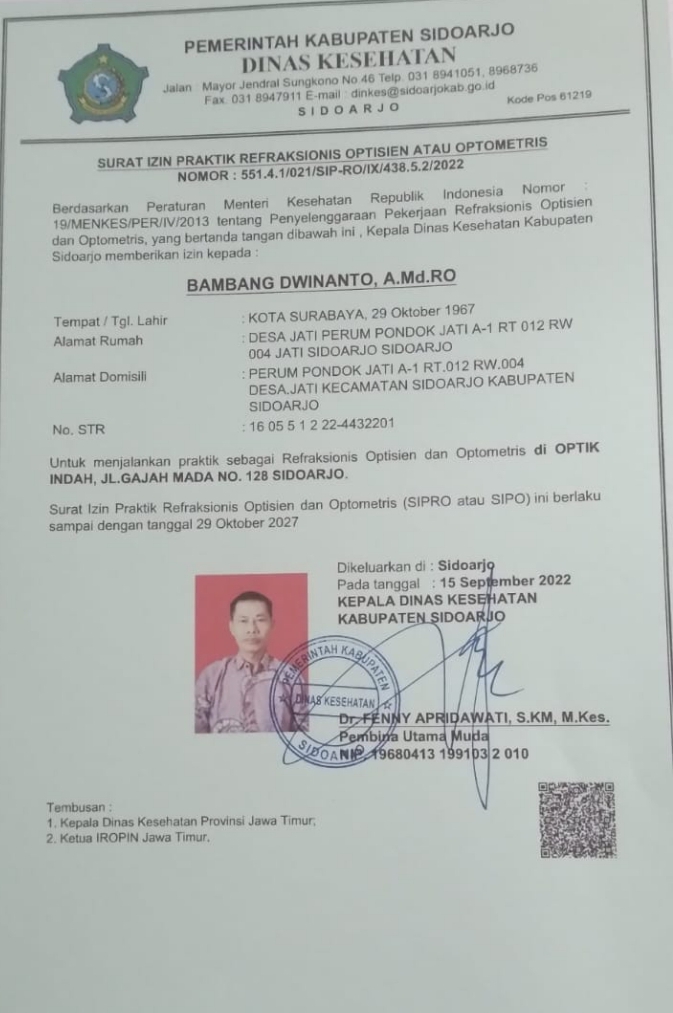 PEMERINTAH KABUPATEN SIDOARJO
DINAS KESEHATAN
Jalan : Mayor Jendral Sungkono No.46 Telp. 031 8941051, 8968736
Fax. 031 8947911 E-mail : dinkes@sidoarjokab.go.id
SIDOARJO
Kode Pos 61219
SURAT IZIN PRAKTIK REFRAKSIONIS OPTISIEN ATAU OPTOMETRIS
NOMOR : 551.4.1/021/SIP-RO/IX/438.5.2/2022
Berdasarkan Peraturan Menteri Kesehatan Republik Indonesia Nomor :
19/MENKES/PER/IV/2013 tentang Penyelenggaraan Pekerjaan Refraksionis Optisien
dan Optometris, yang bertanda tangan dibawah ini , Kepala Dinas Kesehatan Kabupaten
Sidoarjo memberikan izin kepada :
BAMBANG DWINANTO, A.Md.RO
Tempat / Tgl. Lahir : KOTA SURABAYA, 29 Oktober 1967
Alamat Rumah : DESA JATI PERUM PONDOK JATI A-1 RT 012 RW
004 JATI SIDOARJO SIDOARJO
Alamat Domisili : PERUM PONDOK JATI A-1 RT.012 RW.004
DESA.JATI KECAMATAN SIDOARJO KABUPATEN
SIDOARJO
No. STR : 16 05 5 1 2 22-4432201
Untuk menjalankan praktik sebagai Refraksionis Optisien dan Optometris di OPTIK
INDAH, JL.GAJAH MADA NO. 128 SIDOARJO.
Surat Izin Praktik Refraksionis Optisien dan Optometris (SIPRO atau SIPO) ini berlaku
sampai dengan tanggal 29 Oktober 2027
Dikeluarkan di : Sidoarjo
Pada tanggal : 15 September 2022
KEPALA DINAS KESEHATAN
KABUPATEN SIDOARJO
PEMERINTAH KABUPATEN
DINAS KESEHATAN
SIDOARJO
Dr. FENNY APRIDAWATI, S.KM, M.Kes.
Pembina Utama Muda
NIP. 19680413 199103 2 010
Tembusan :
1. Kepala Dinas Kesehatan Provinsi Jawa Timur;
2. Ketua IROPIN Jawa Timur.